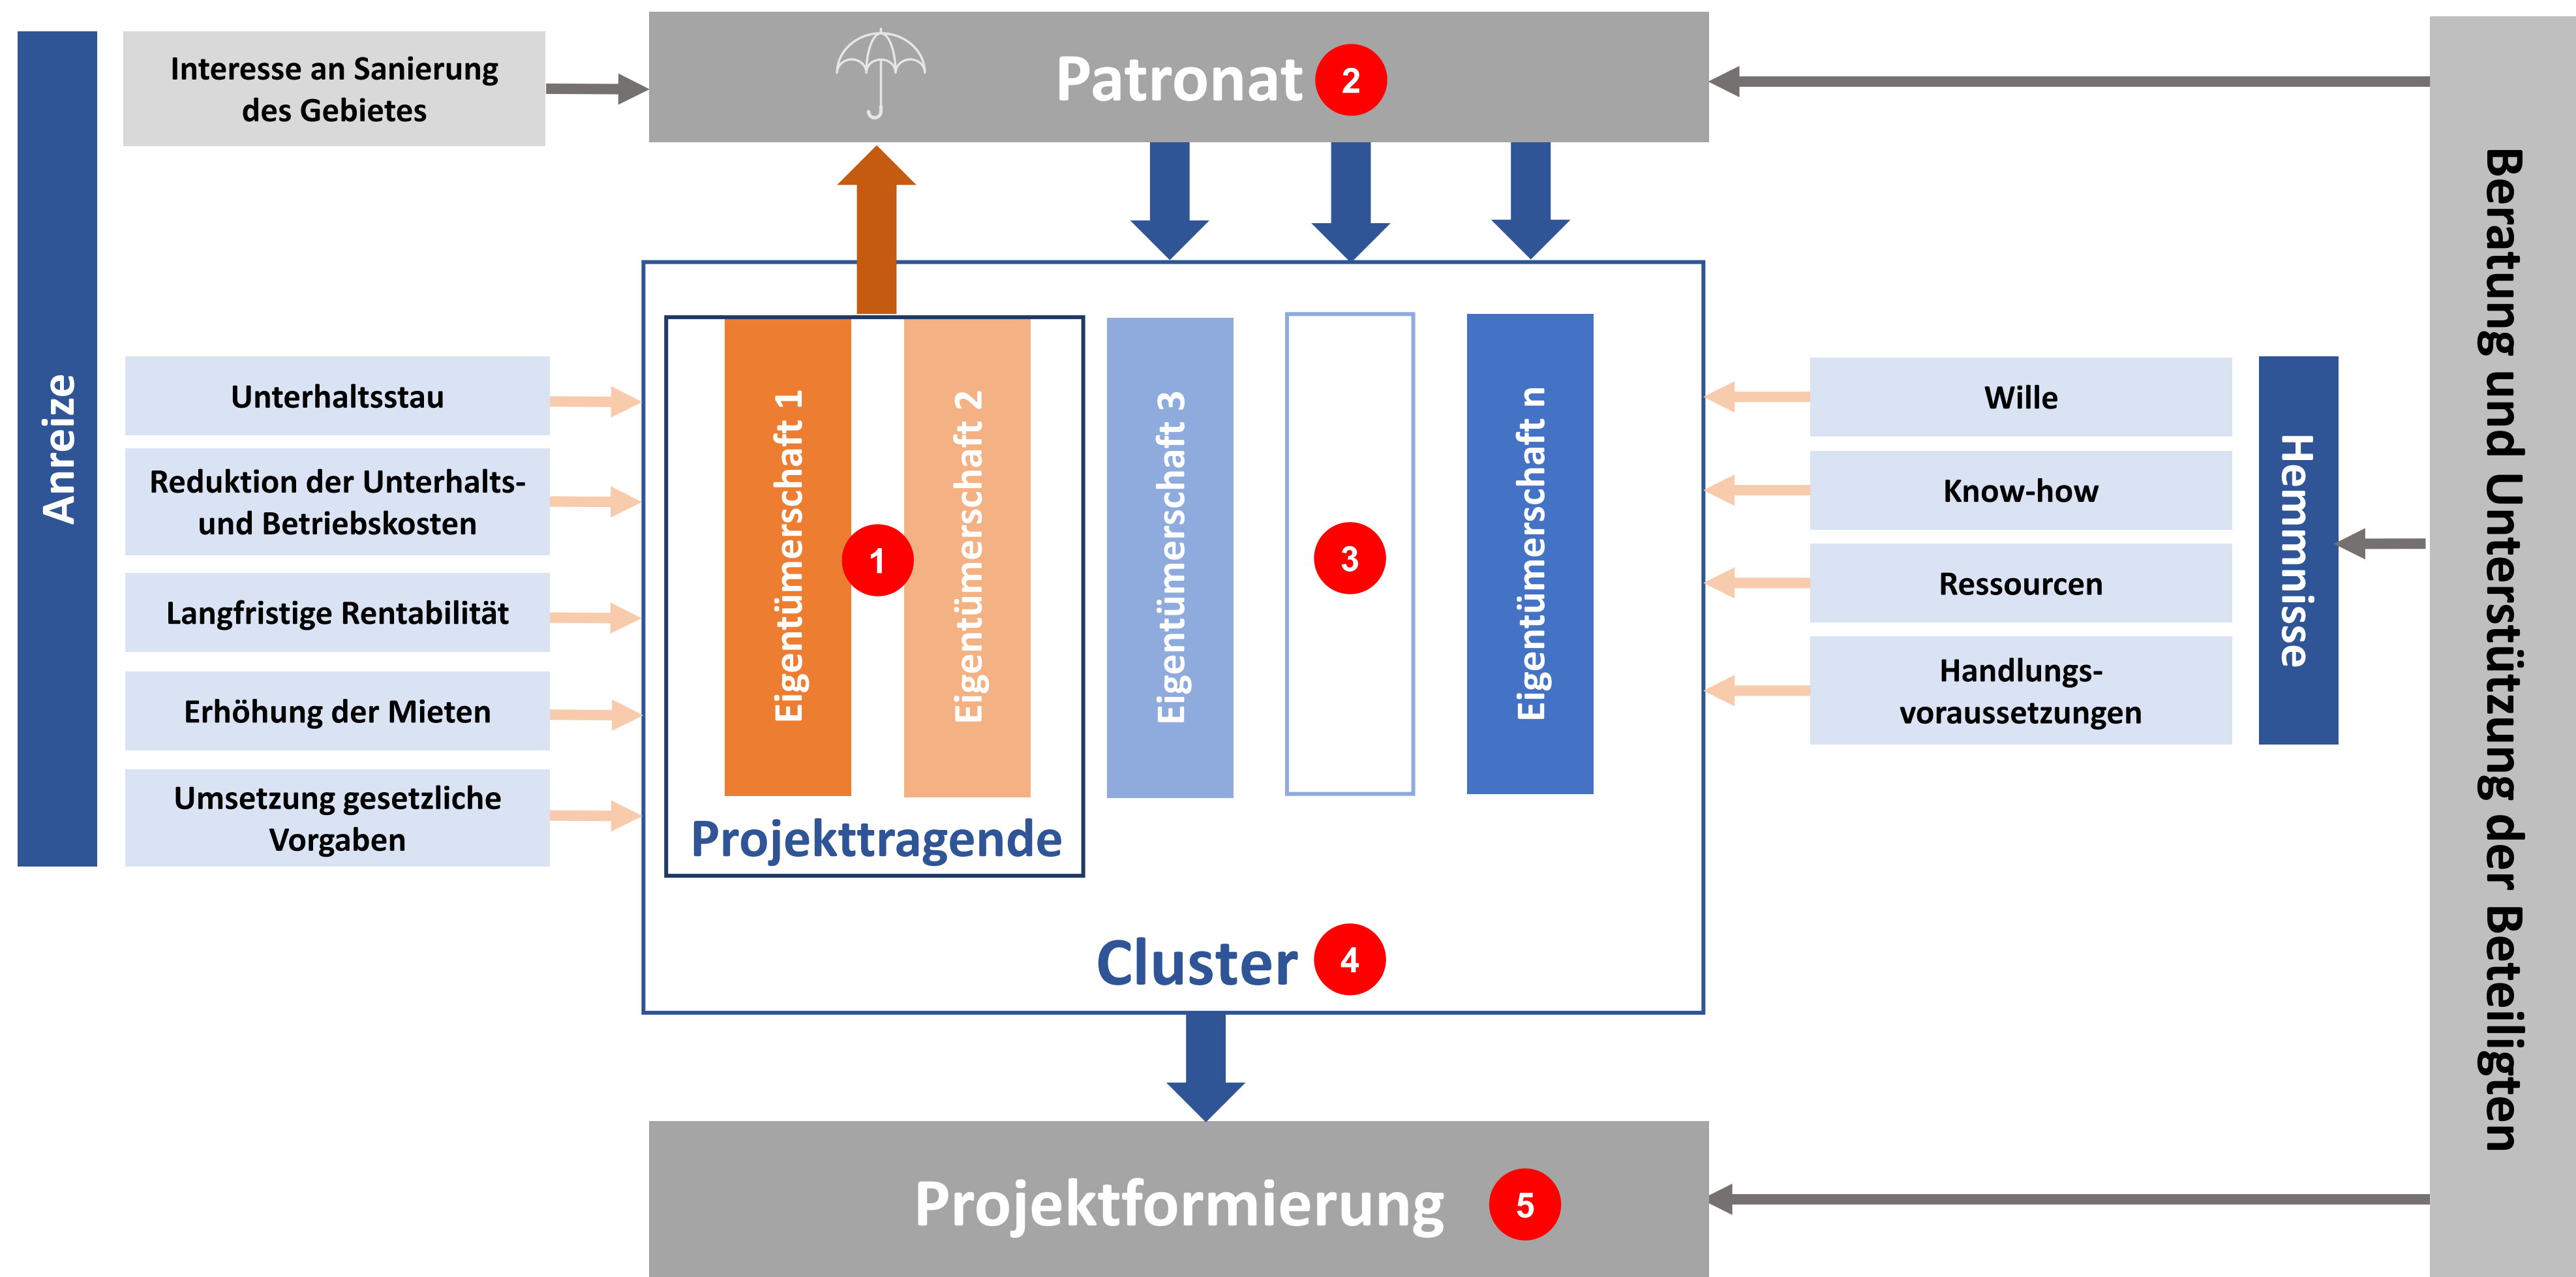 Anreize
Interesse an Sanierung
des Gebietes
Patronat 2
Unterhaltsstau
Reduktion der Unterhalts-
und Betriebskosten
Langfristige Rentabilität
Erhöhung der Mieten
Umsetzung gesetzliche
Vorgaben
Eigentümerschaft 1
1
Eigentümerschaft 2
Projekttragende
Eigentümerschaft 3
3
Eigentümerschaft n
Cluster 4
Wille
Know-how
Ressourcen
Handlungs-
voraussetzungen
Hemmnisse
Beratung und Unterstützung der Beteiligten
Projektformierung 5